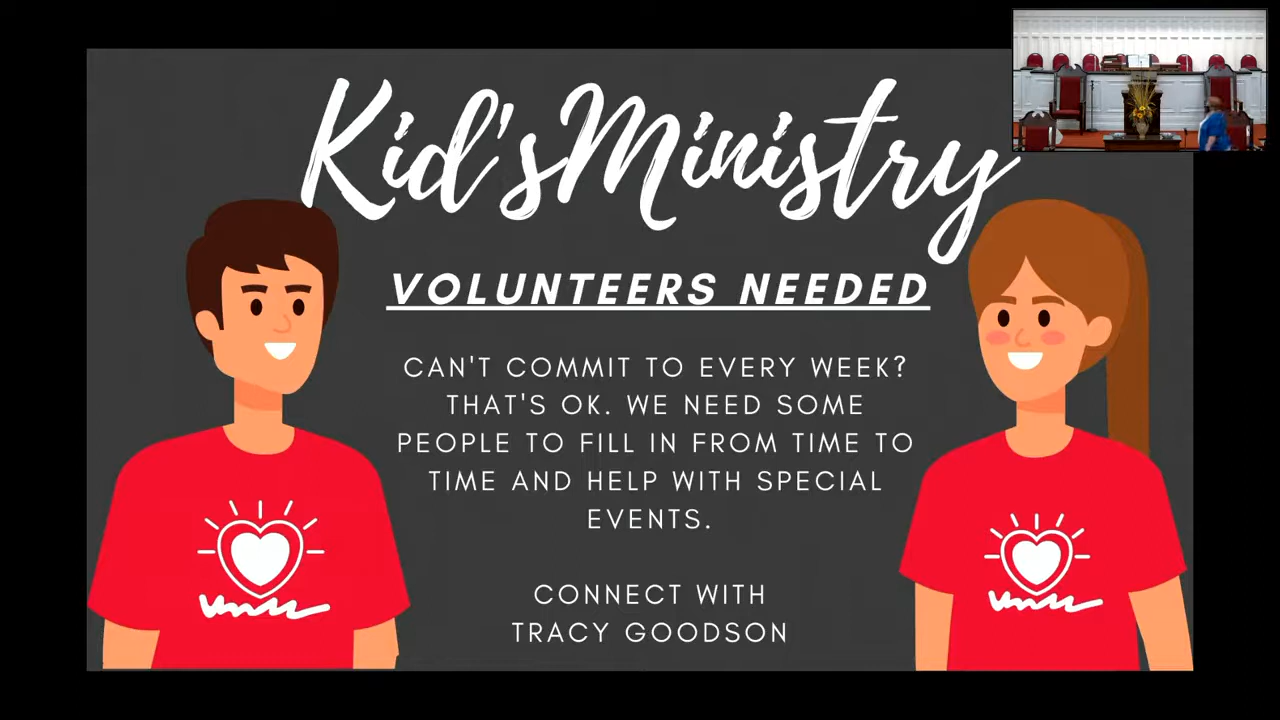 Kid's Ministry
VOLUNTEERS NEEDED
CAN'T COMMIT TO EVERY WEEK?
THAT'S OK. WE NEED SOME
PEOPLE TO FILL IN FROM TIME TO
TIME AND HELP WITH SPECIAL
EVENTS.
CONNECT WITH
TRACY GOODSON